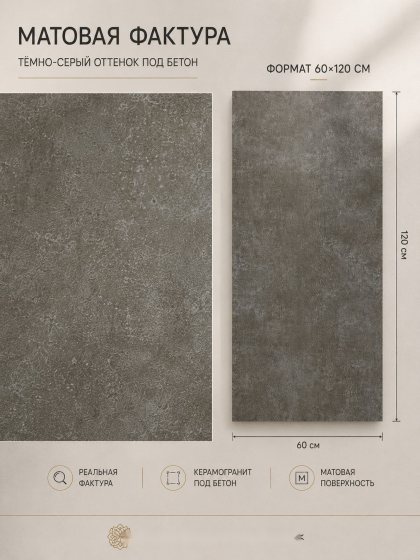 МАТОВАЯ ФАКТУРА
ТЁМНО-СЕРЫЙ ОТТЕНОК ПОД БЕТОН
ФОРМАТ 60×120 СМ
120 см
60 см
РЕАЛЬНАЯ
ФАКТУРА
КЕРАМОГРАНИТ
ПОД БЕТОН
M
МАТОВАЯ
ПОВЕРХНОСТЬ